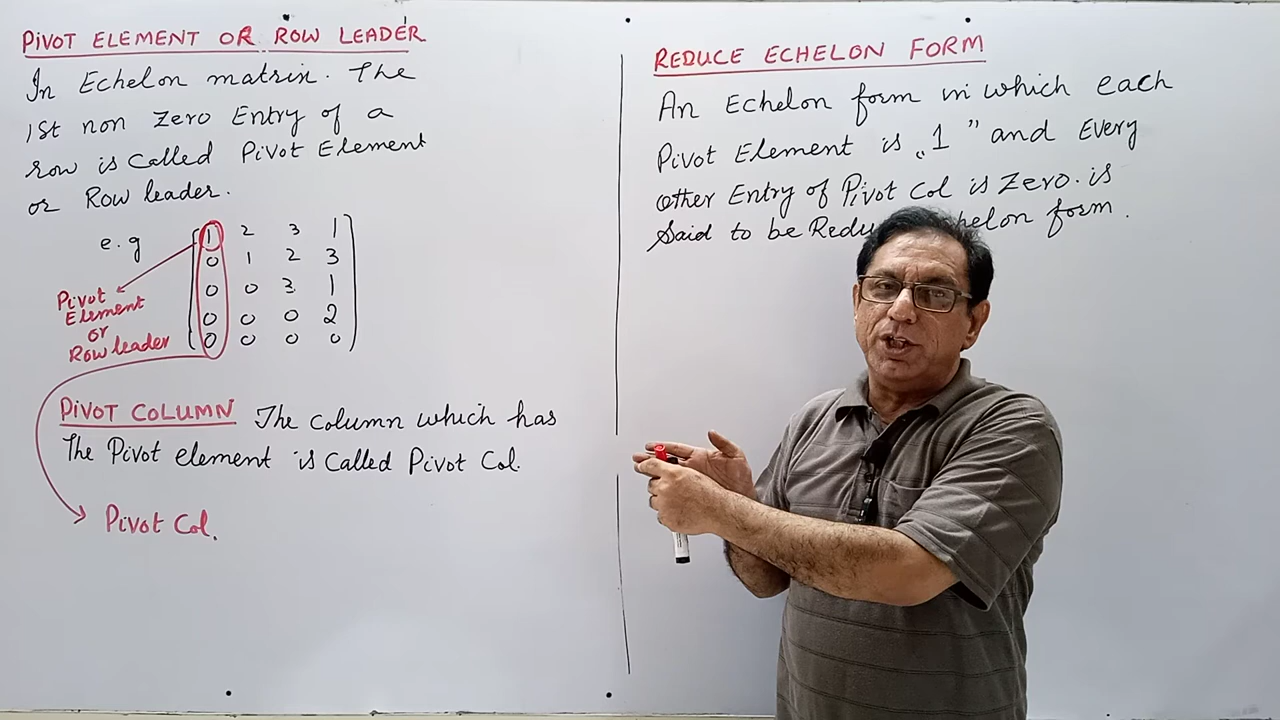 PIVOT ELEMENT OR ROW LEADER
In Echelon matrix. The
1st non zero Entry of a
row is Called Pivot Element
or Row leader.
e.g
1 2 3 1
0 1 2 3
0 0 3 1
0 0 0 2
0 0 0 0
Pivot
Element
or
Row leader
PIVOT COLUMN The Column which has
The Pivot element is Called Pivot Col.
Pivot Col.
REDUCE ECHELON FORM
An Echelon form in which each
Pivot Element is „1" and Every
other Entry of Pivot Col is Zero. is
Said to be Redu chelon form.